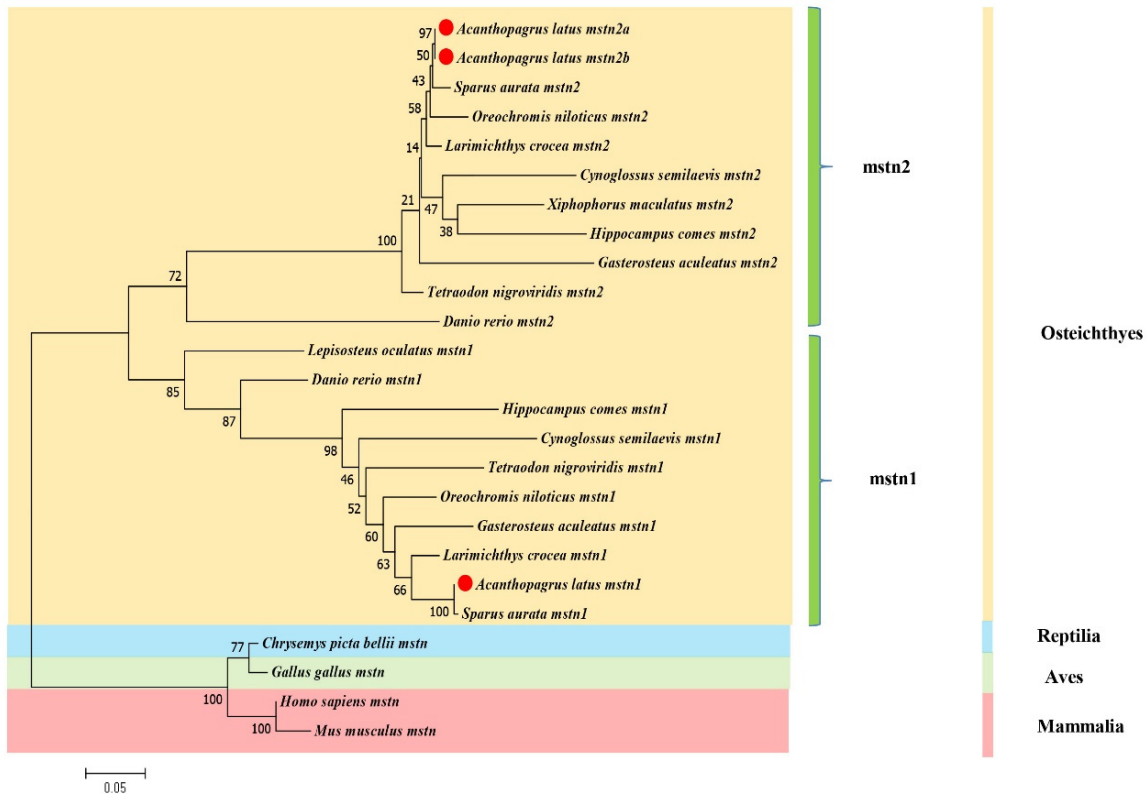 97
Acanthopagrus latus mstn2a
50
Acanthopagrus latus mstn2b
43
Sparus aurata mstn2
58
Oreochromis niloticus mstn2
14
Larimichthys crocea mstn2
mstn2
Cynoglossus semilaevis mstn2
21
47
Xiphophorus maculatus mstn2
38
Hippocampus comes mstn2
100
Gasterosteus aculeatus mstn2
72
Tetraodon nigroviridis mstn2
Danio rerio mstn2
Osteichthyes
Lepisosteus oculatus mstn1
85
Danio rerio mstn1
87
Hippocampus comes mstn1
98
Cynoglossus semilaevis mstn1
46
Tetraodon nigroviridis mstn1
mstn1
52
Oreochromis niloticus mstn1
60
Gasterosteus aculeatus mstn1
63
Larimichthys crocea mstn1
66
Acanthopagrus latus mstn1
100
Sparus aurata mstn1
77
Chrysemys picta bellii mstn
Reptilia
Gallus gallus mstn
Aves
100
Homo sapiens mstn
100
Mus musculus mstn
Mammalia
0.05